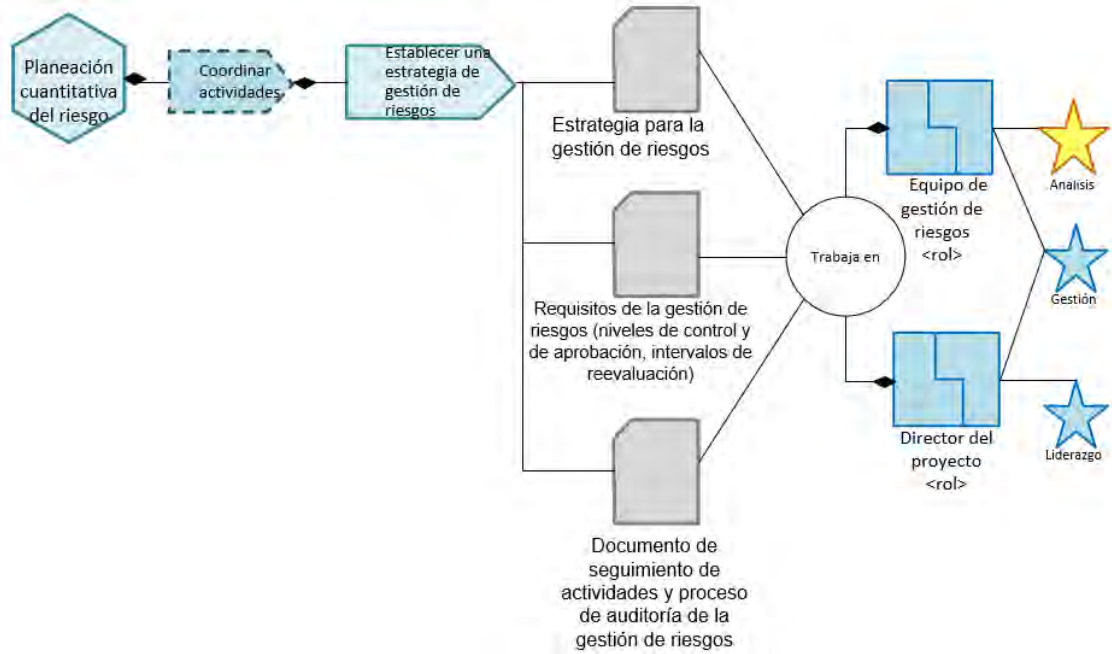 Planeación
cuantitativa
del riesgo
Coordinar
actividades
Establecer una
estrategia de
gestión de
riesgos
Estrategia para la
gestión de riesgos
Requisitos de la gestión de
riesgos (niveles de control y
de aprobación, intervalos de
reevaluación)
Documento de
seguimiento de
actividades y proceso
de auditoría de la
gestión de riesgos
Trabaja en
Equipo de
gestión de
riesgos
<rol>
Director del
proyecto
<rol>
Analisis
Gestión
Liderazgo